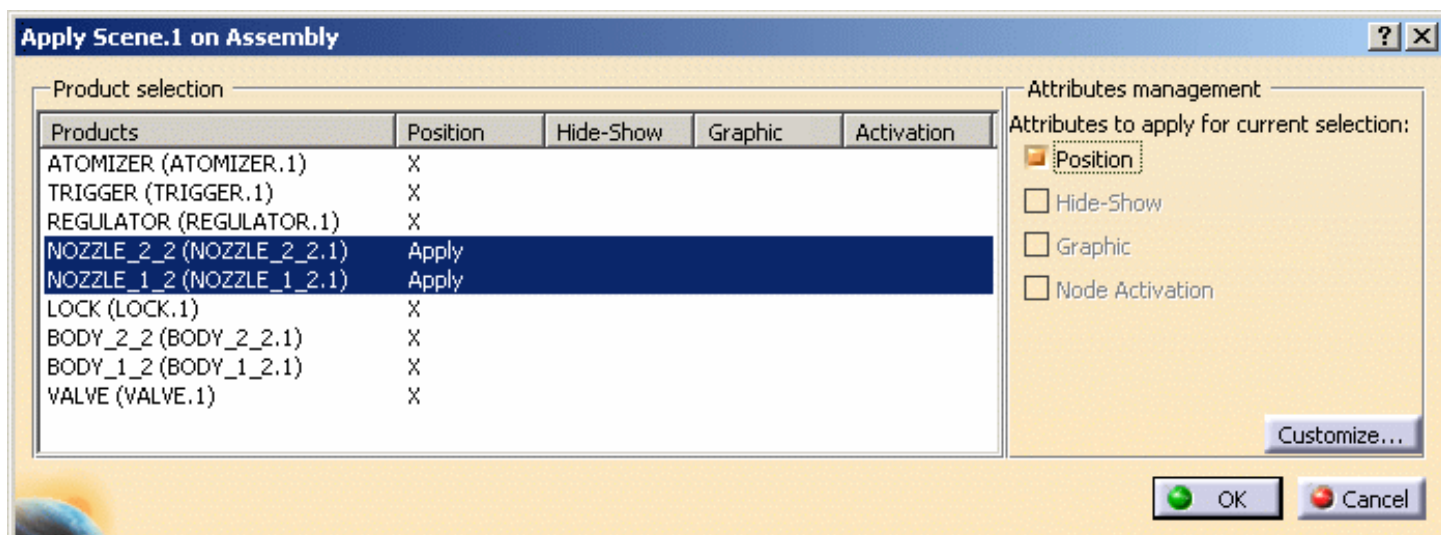 Apply Scene.1 on Assembly
Product selection
Products Position Hide-Show Graphic Activation
ATOMIZER (ATOMIZER.1) X
TRIGGER (TRIGGER.1) X
REGULATOR (REGULATOR.1) X
NOZZLE_2_2 (NOZZLE_2_2.1) Apply
NOZZLE_1_2 (NOZZLE_1_2.1) Apply
LOCK (LOCK.1) X
BODY_2_2 (BODY_2_2.1) X
BODY_1_2 (BODY_1_2.1) X
VALVE (VALVE.1) X
Attributes management
Attributes to apply for current selection:
Position
Hide-Show
Graphic
Node Activation
Customize...
OK Cancel